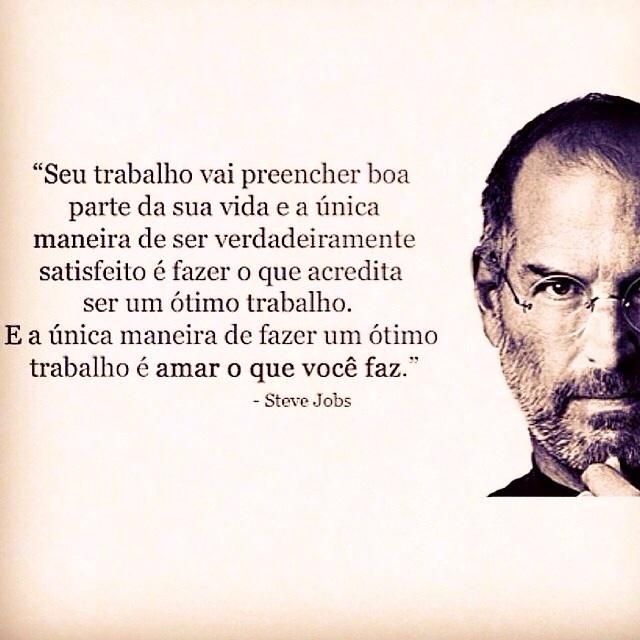 “Seu trabalho vai preencher boa
parte da sua vida e a única
maneira de ser verdadeiramente
satisfeito é fazer o que acredita
ser um ótimo trabalho.
E a única maneira de fazer um ótimo
trabalho é amar o que você faz.”
- Steve Jobs